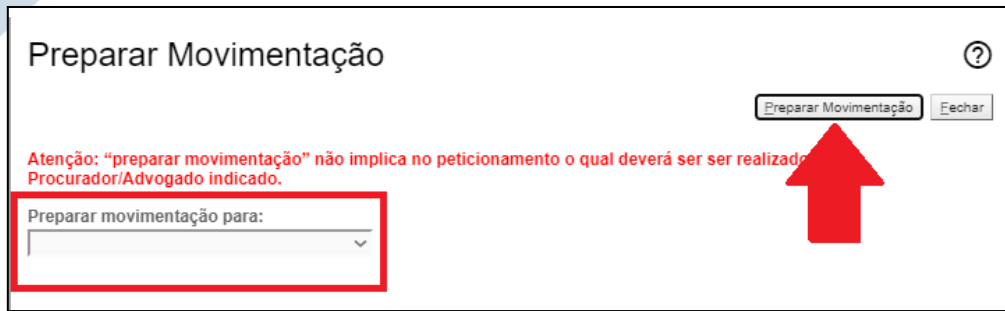 Preparar Movimentação
?
Preparar Movimentação Fechar
Atenção: “preparar movimentação” não implica no peticionamento o qual deverá ser ser realizado
Procurador/Advogado indicado.
Preparar movimentação para: